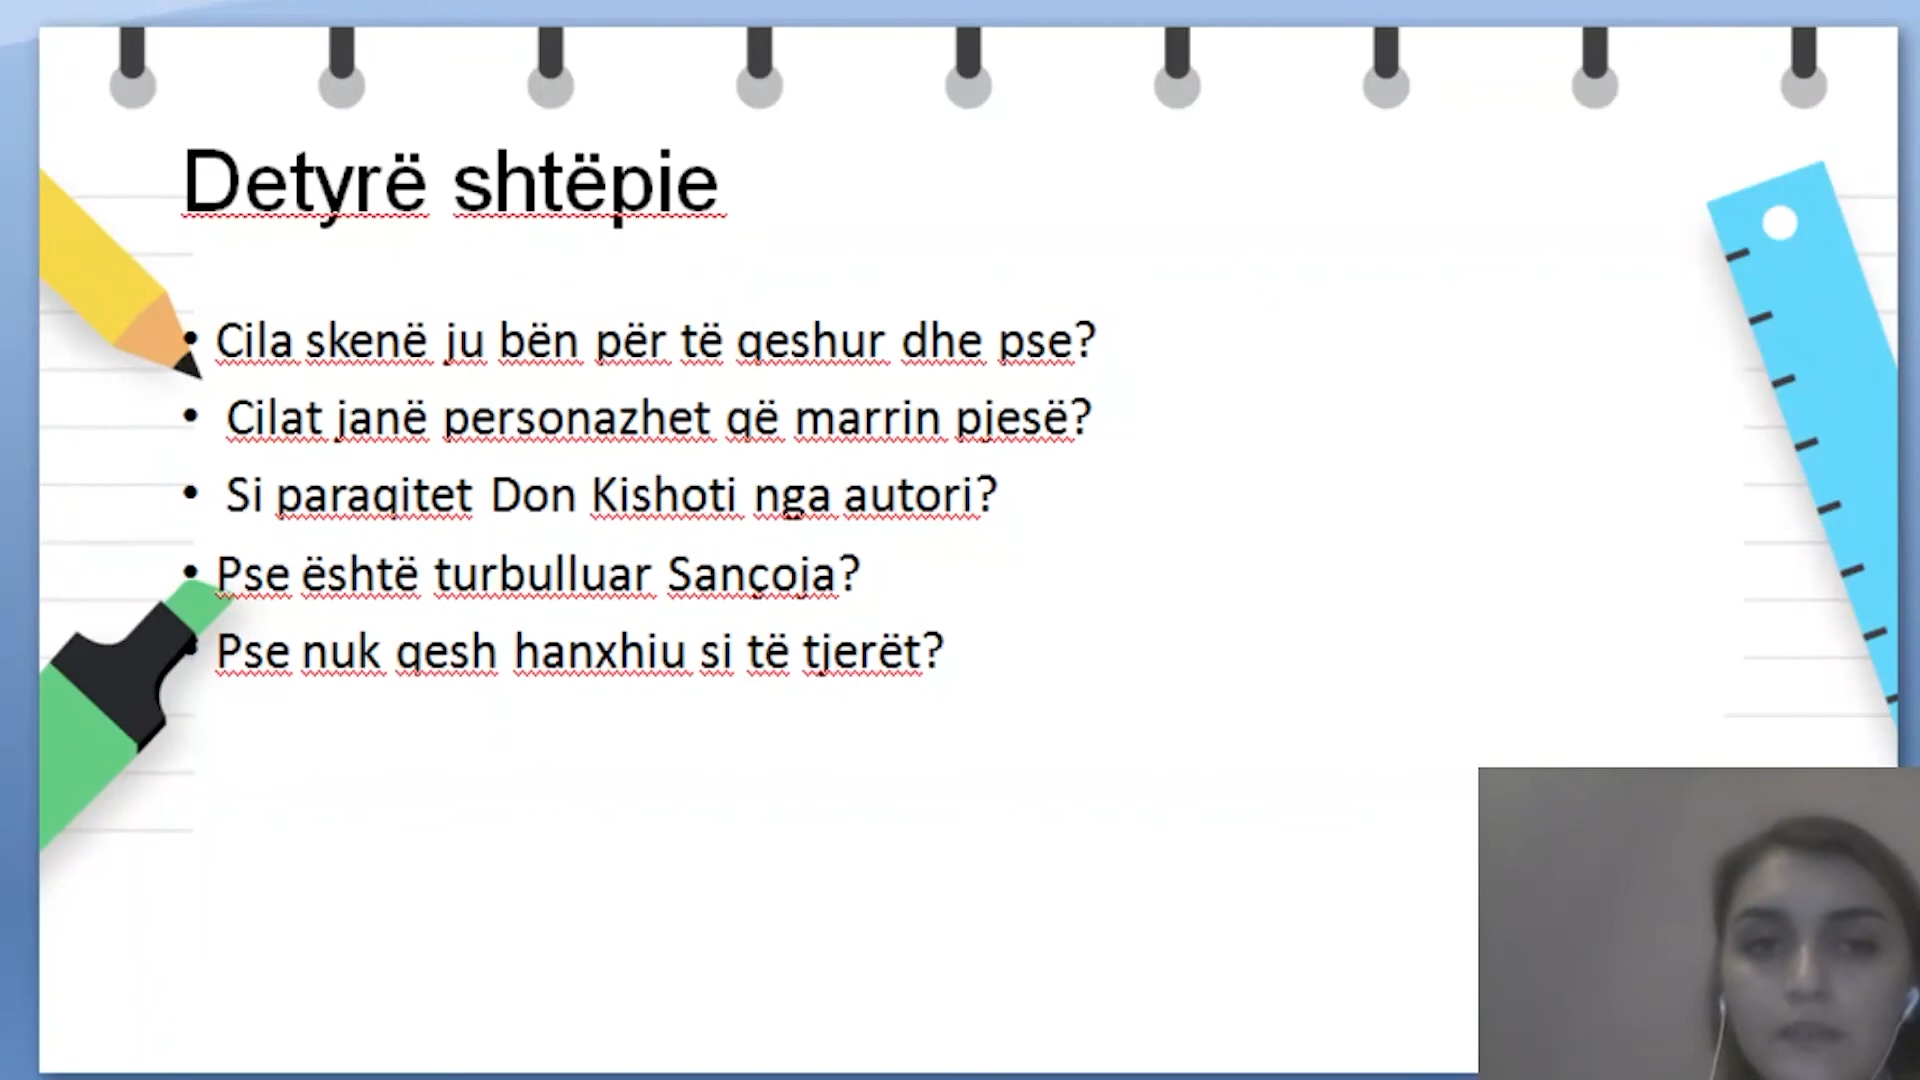 Detyrë shtëpie
• Cila skenë ju bën për të qeshur dhe pse?
• Cilat janë personazhet që marrin pjesë?
• Si paraqitet Don Kishoti nga autori?
• Pse është turbulluar Sançoja?
• Pse nuk qesh hanxhiu si të tjerët?